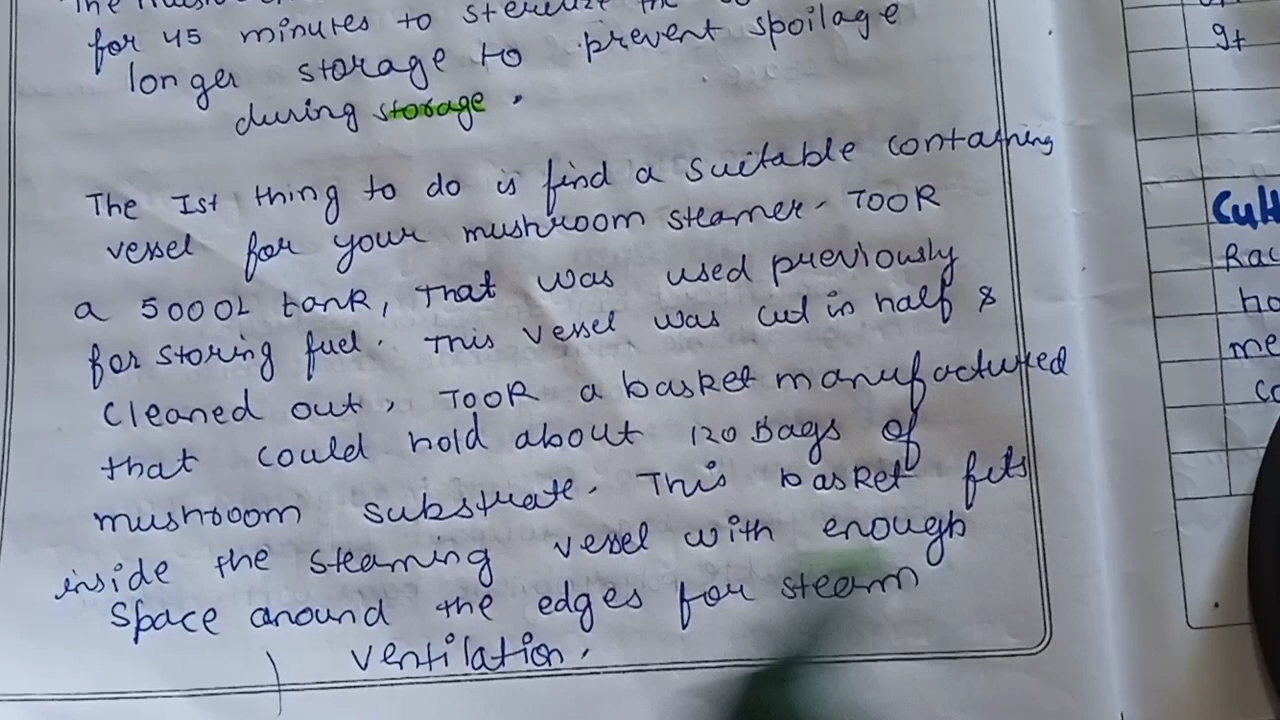 for 45 minutes to
longer storage to prevent spoilage
during storage.
The Ist thing to do is find a suitable containing
vessel for your mushroom steamer. TOOK
a 5000L tank, That was used previously
for storing fuel. This vessel was cut in half &
cleaned out, TOOK a basket manufactured
that could hold about 120 bags of
mushroom substrate. This basket fits
inside the steaming vessel with enough
space around the edges for steam
ventilation.
9t